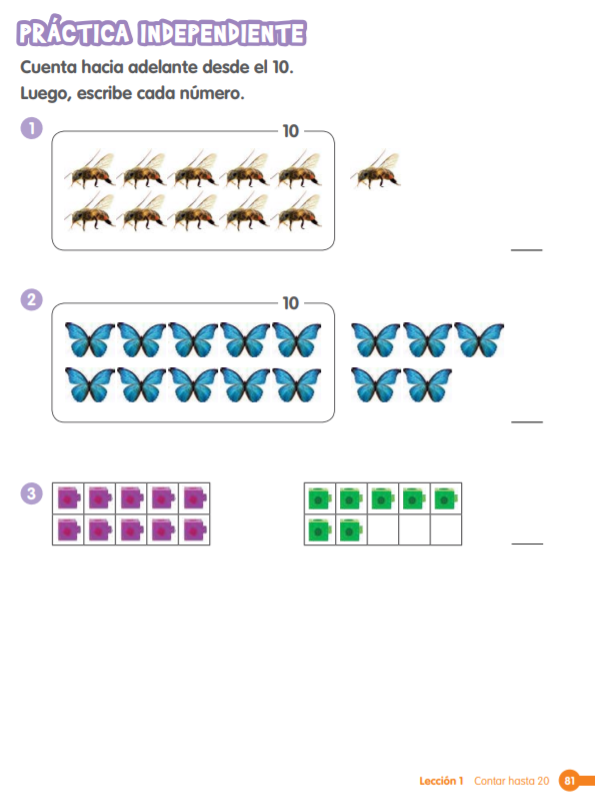 PRÁCTICA INDEPENDIENTE
Cuenta hacia adelante desde el 10.
Luego, escribe cada número.
1
10
2
10
3
Lección 1 Contar hasta 20 81